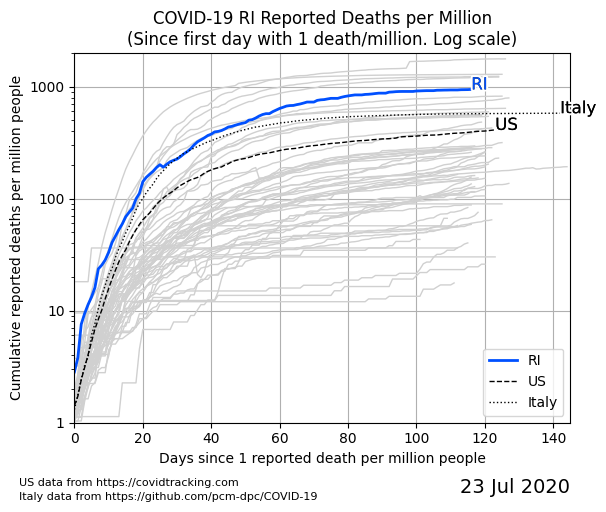 COVID-19 RI Reported Deaths per Million
(Since first day with 1 death/million. Log scale)
Cumulative reported deaths per million people
1000
100
10
1
RI
Italy
US
RI
US
Italy
0 20 40 60 80 100 120 140
Days since 1 reported death per million people
US data from https://covidtracking.com
Italy data from https://github.com/pcm-dpc/COVID-19
23 Jul 2020